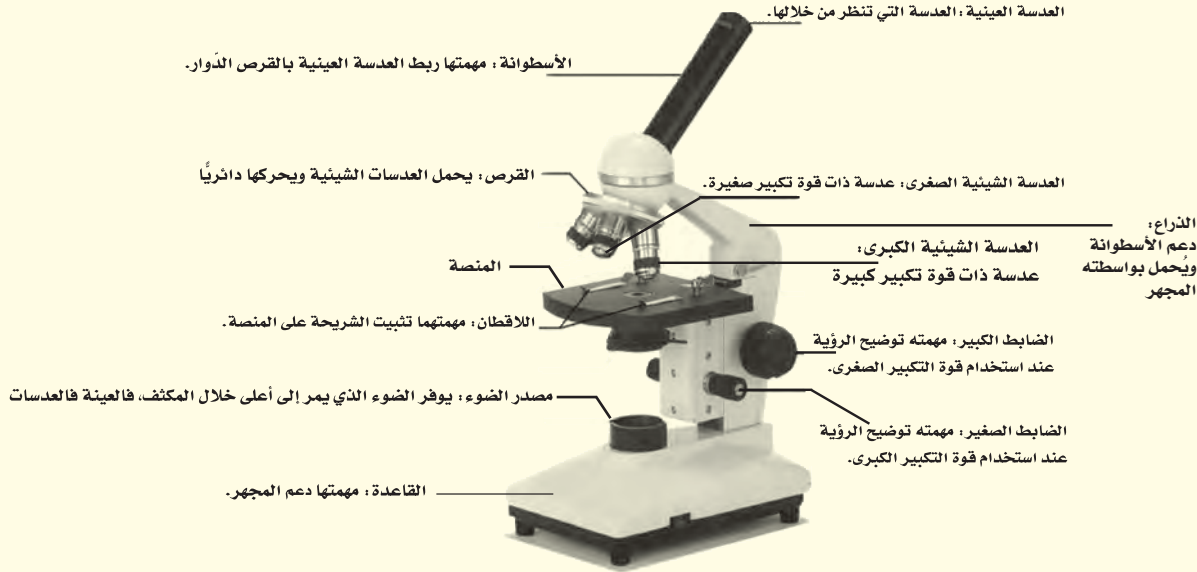 العدسة العينية: العدسة التي تنظر من خلالها.
الأسطوانة: مهمتها ربط العدسة العينية بالقرص الدّوار.
القرص: يحمل العدسات الشيئية ويحركها دائريًّا
العدسة الشيئية الصغرى: عدسة ذات قوة تكبير صغيرة.
الذراع:
دعم الأسطوانة
ويُحمل بواسطته
المجهر
العدسة الشيئية الكبرى:
عدسة ذات قوة تكبير كبيرة
المنصة
اللاقطان: مهمتهما تثبيت الشريحة على المنصة.
الضابط الكبير: مهمته توضيح الرؤية
عند استخدام قوة التكبير الصغرى.
مصدر الضوء: يوفر الضوء الذي يمر إلى أعلى خلال المكثف، فالعينة فالعدسات
الضابط الصغير: مهمته توضيح الرؤية
عند استخدام قوة التكبير الكبرى.
القاعدة: مهمتها دعم المجهر.